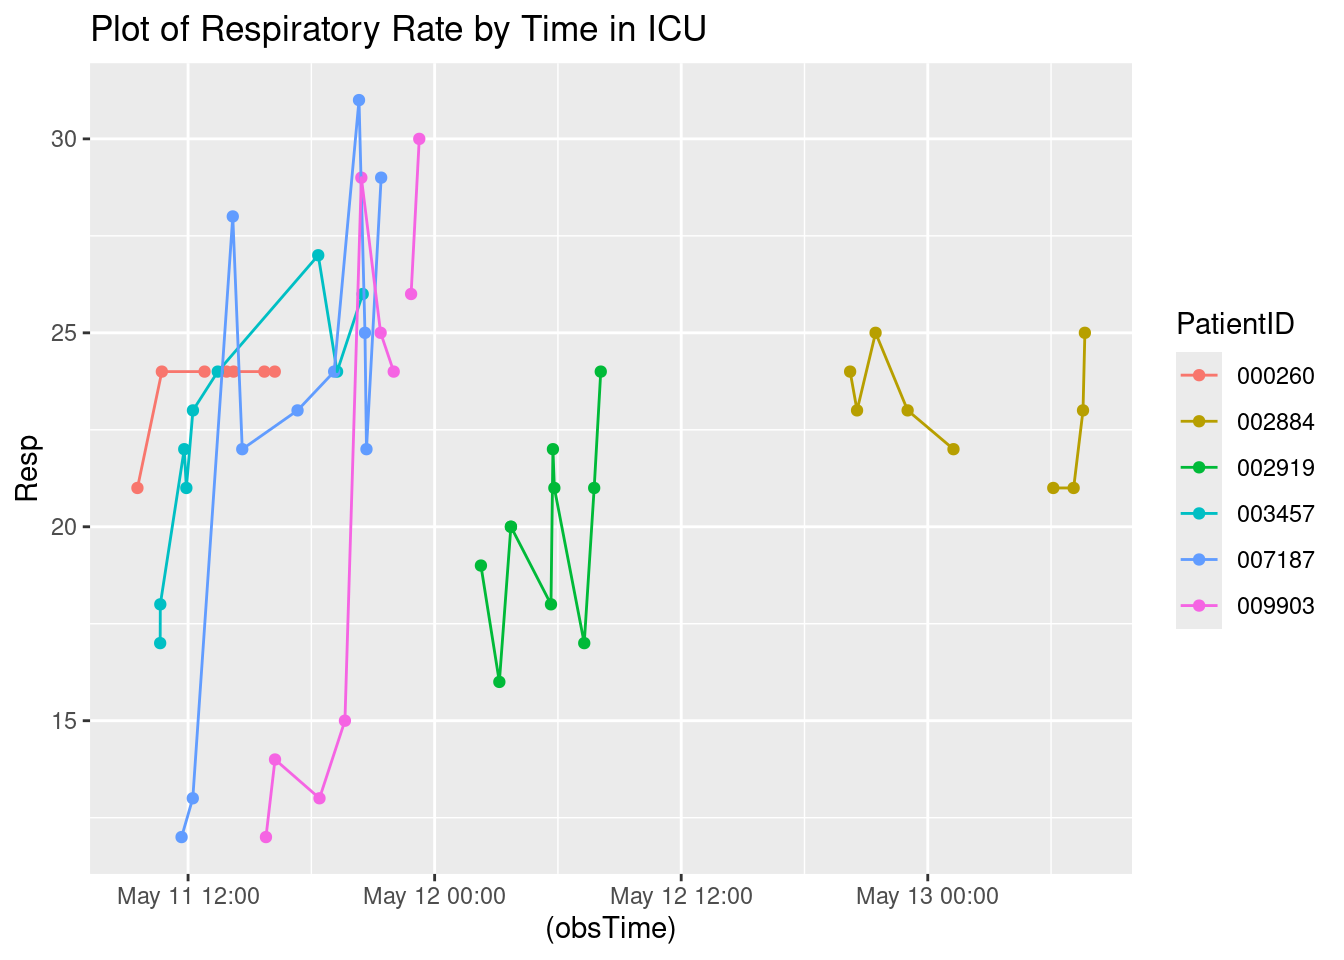 Plot of Respiratory Rate by Time in ICU
Resp
30
25
20
15
May 11 12:00
May 12 00:00
May 12 12:00
May 13 00:00
(obsTime)
PatientID
000260
002884
002919
003457
007187
009903